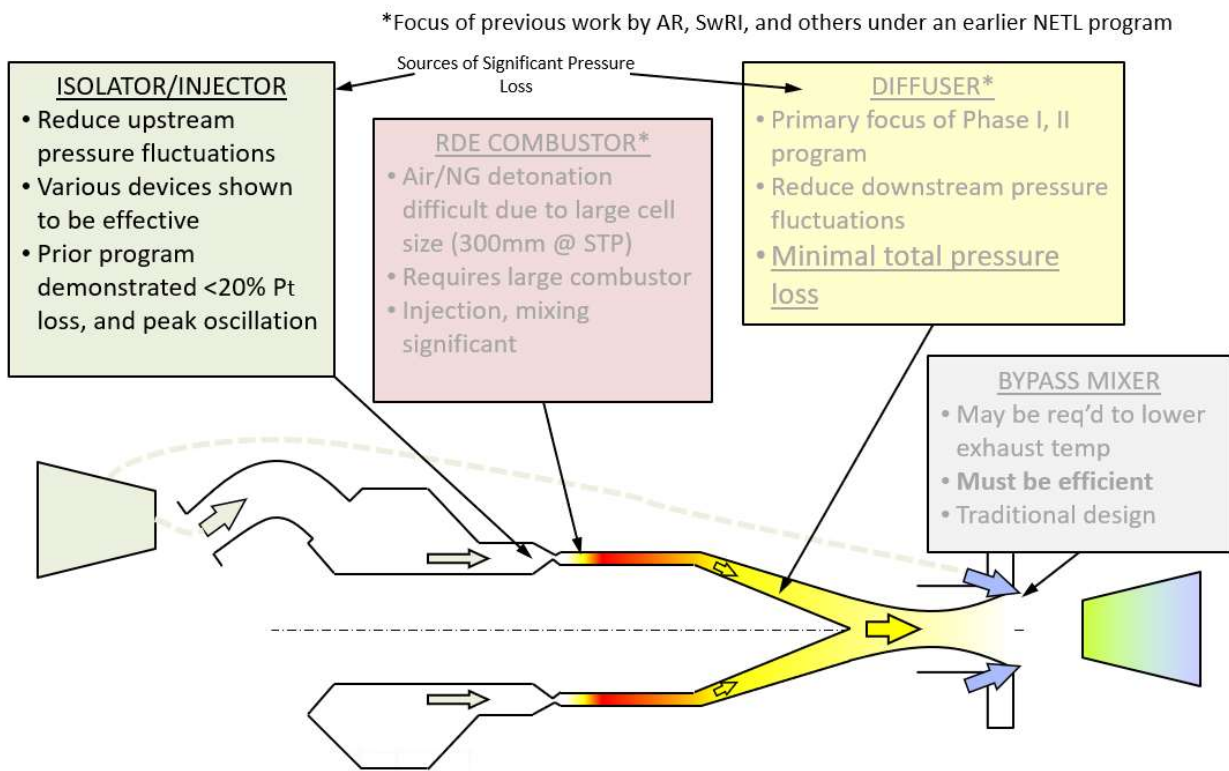 *Focus of previous work by AR, SwRI, and others under an earlier NETL program
Sources of Significant Pressure
Loss
ISOLATOR/INJECTOR
• Reduce upstream
pressure fluctuations
• Various devices shown
to be effective
• Prior program
demonstrated <20% Pt
loss, and peak oscillation
RDE COMBUSTOR*
• Air/NG detonation
difficult due to large cell
size (300mm @ STP)
• Requires large combustor
• Injection, mixing
significant
DIFFUSER*
• Primary focus of Phase I, II
program
• Reduce downstream pressure
fluctuations
• Minimal total pressure
loss
BYPASS MIXER
• May be req’d to lower
exhaust temp
• Must be efficient
• Traditional design